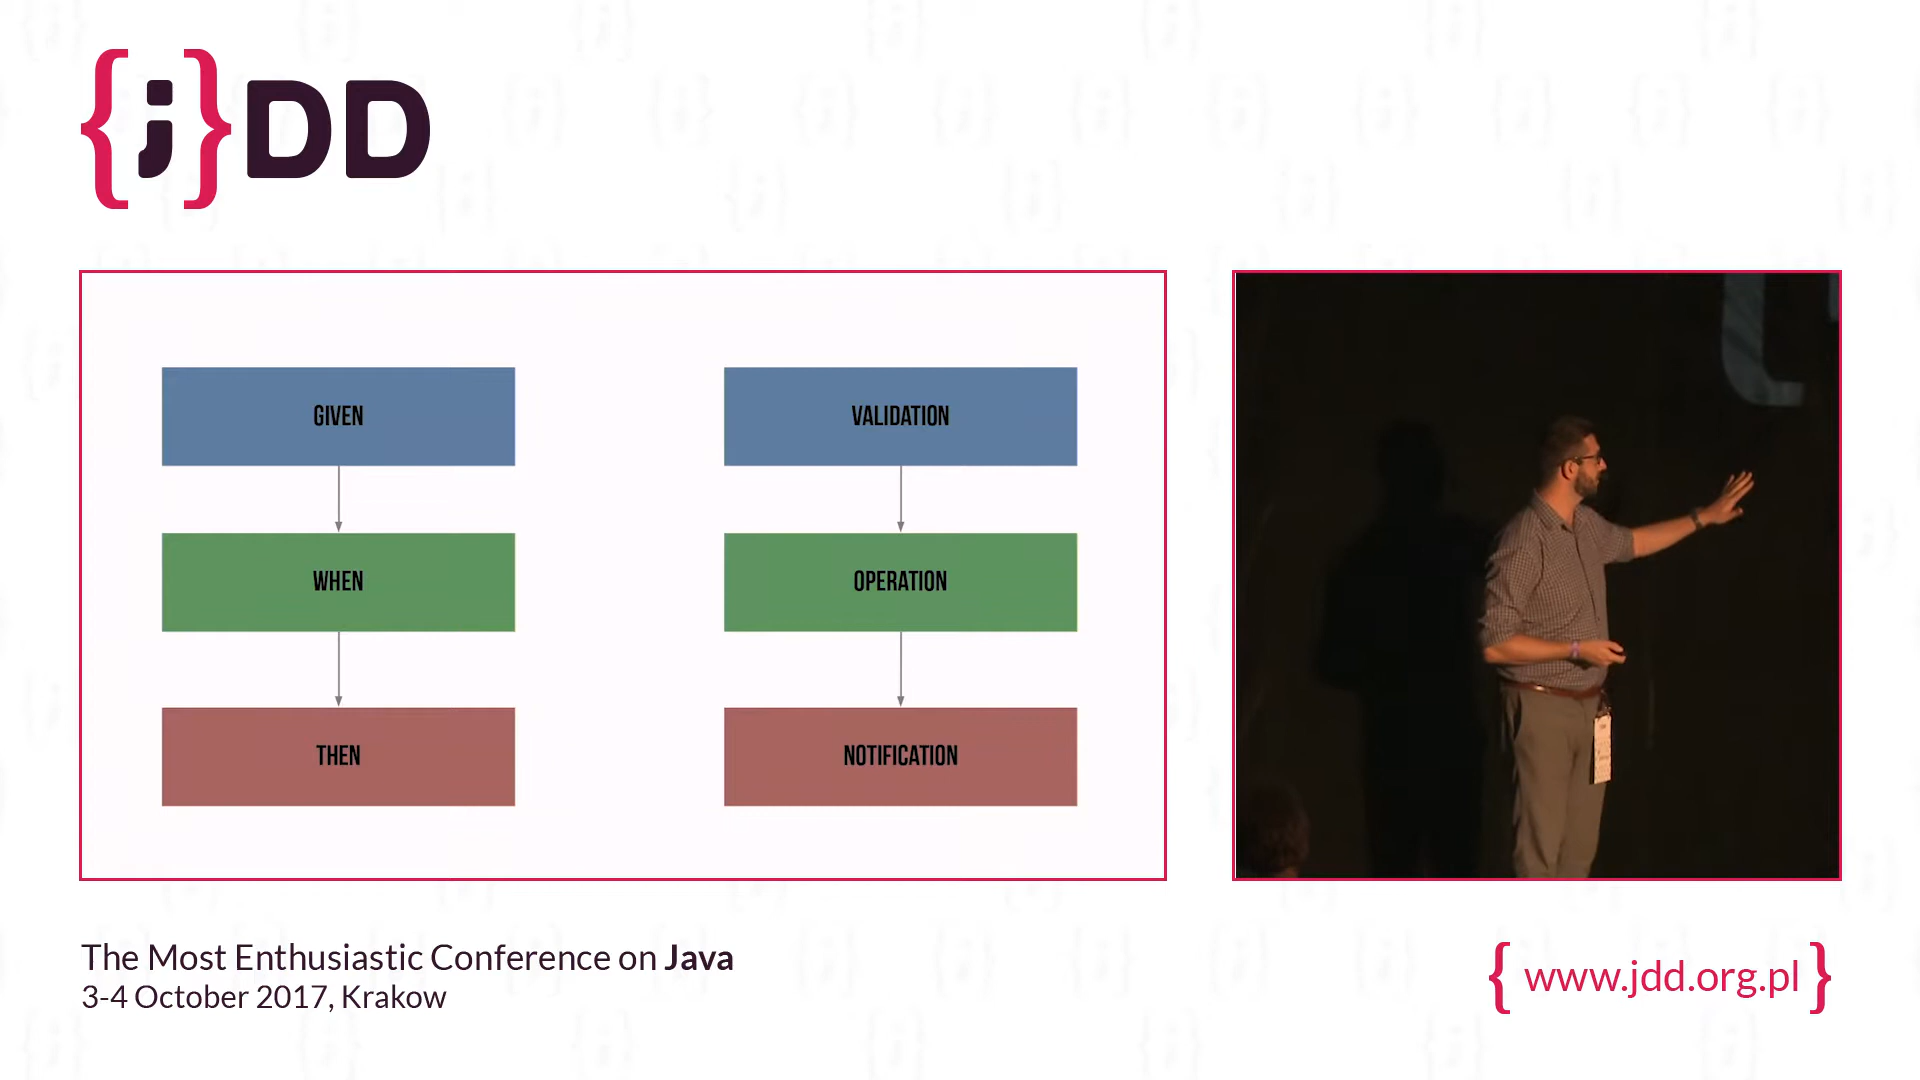 {;}DD
GIVEN
VALIDATION
WHEN
OPERATION
THEN
NOTIFICATION
The Most Enthusiastic Conference on Java
3-4 October 2017, Krakow
{ www.jdd.org.pl }